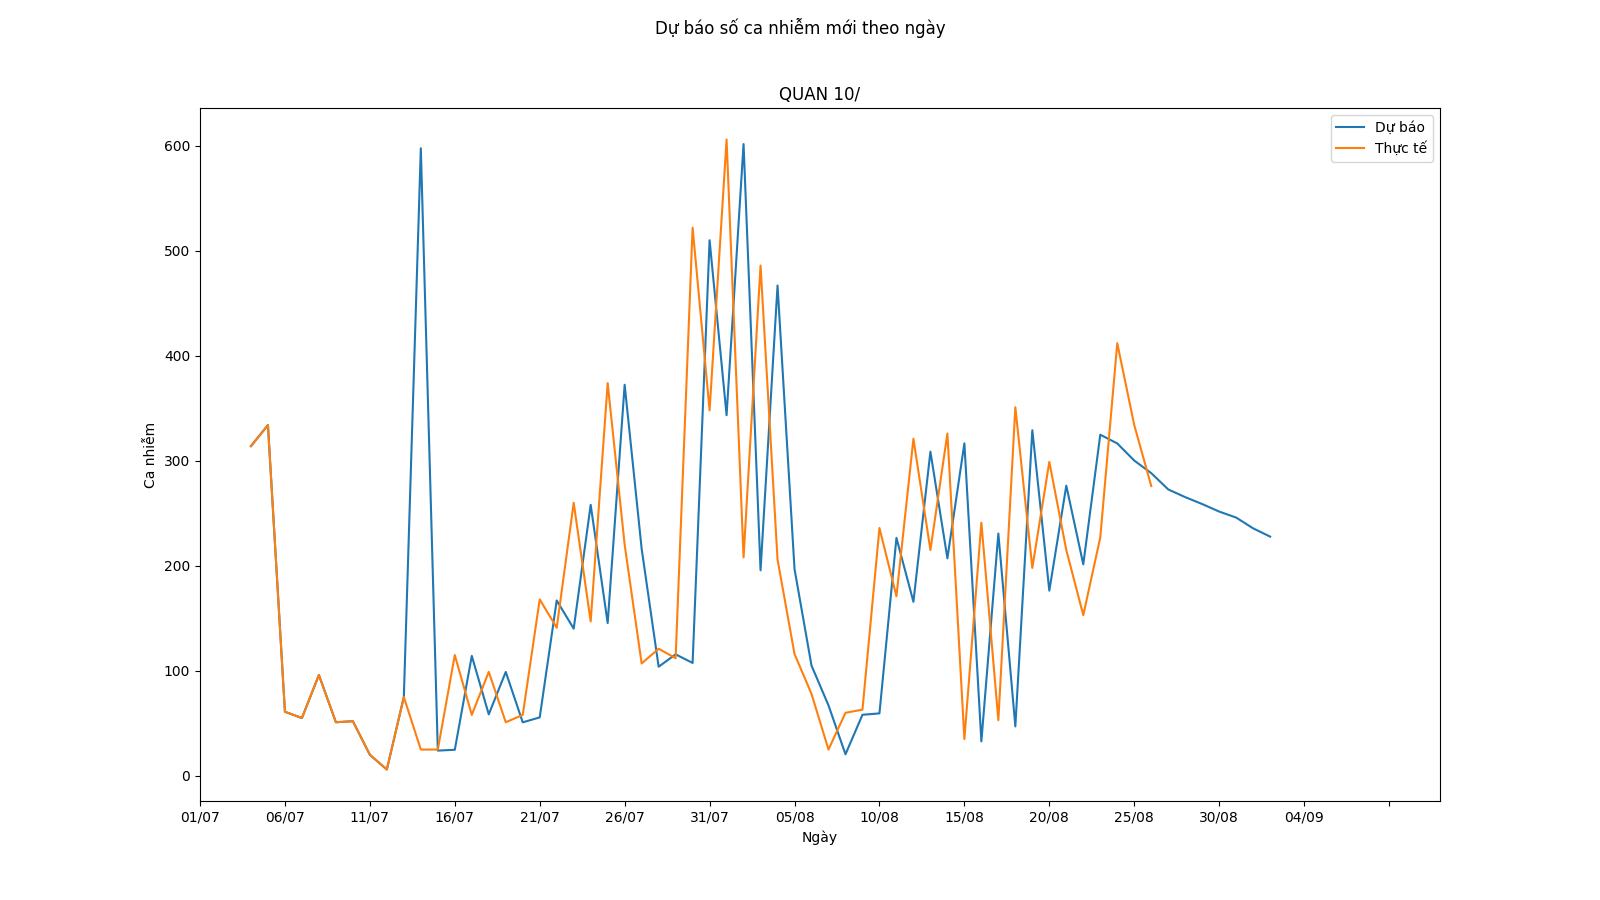 Dự báo số ca nhiễm mới theo ngày
QUAN 10/
Dự báo
Thực tế
Ca nhiễm
600
500
400
300
200
100
0
01/07 06/07 11/07 16/07 21/07 26/07 31/07 05/08 10/08 15/08 20/08 25/08 30/08 04/09
Ngày